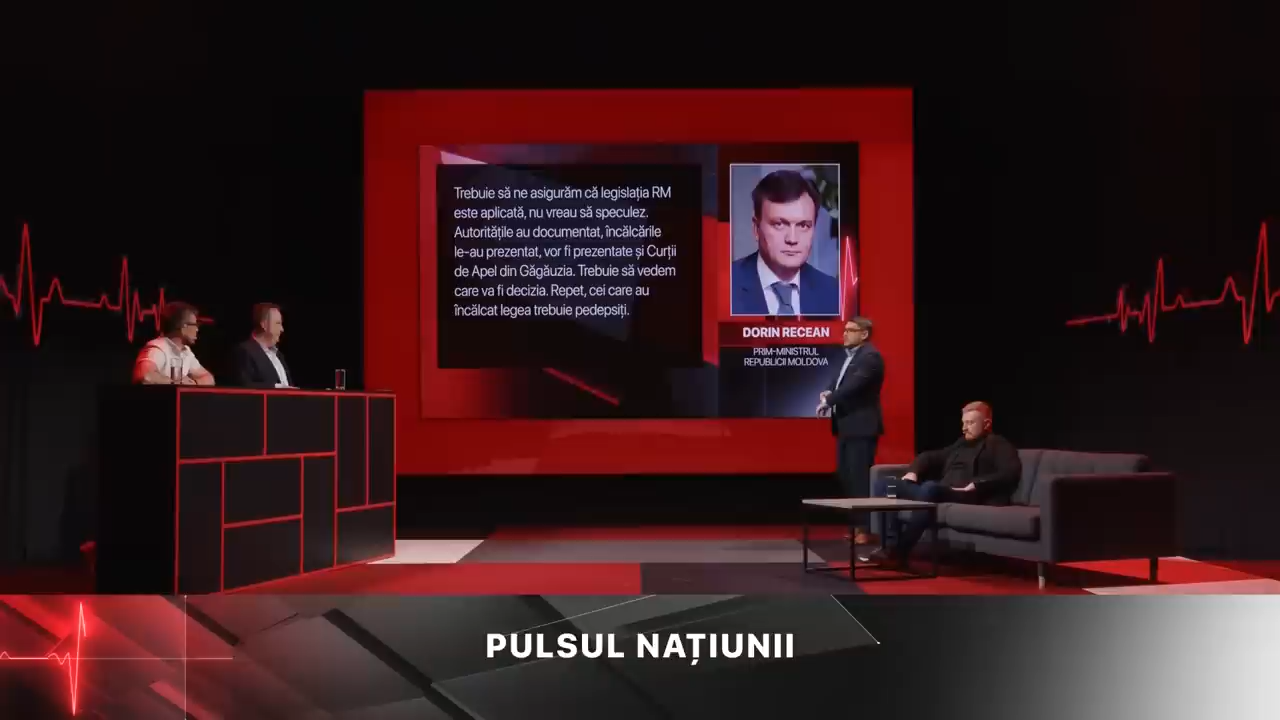 Trebuie să ne asigurăm că legislația RM
este aplicată, nu vreau să speculez.
Autoritățile au documentat, încălcările
le-au prezentat, vor fi prezentate și Curții
de Apel din Găgăuzia. Trebuie să vedem
care va fi decizia. Repet, cei care au
încălcat legea trebuie pedepsiți.
DORIN RECEAN
PRIM-MINISTRUL
REPUBLICII MOLDOVA
PULSUL NAȚIUNII